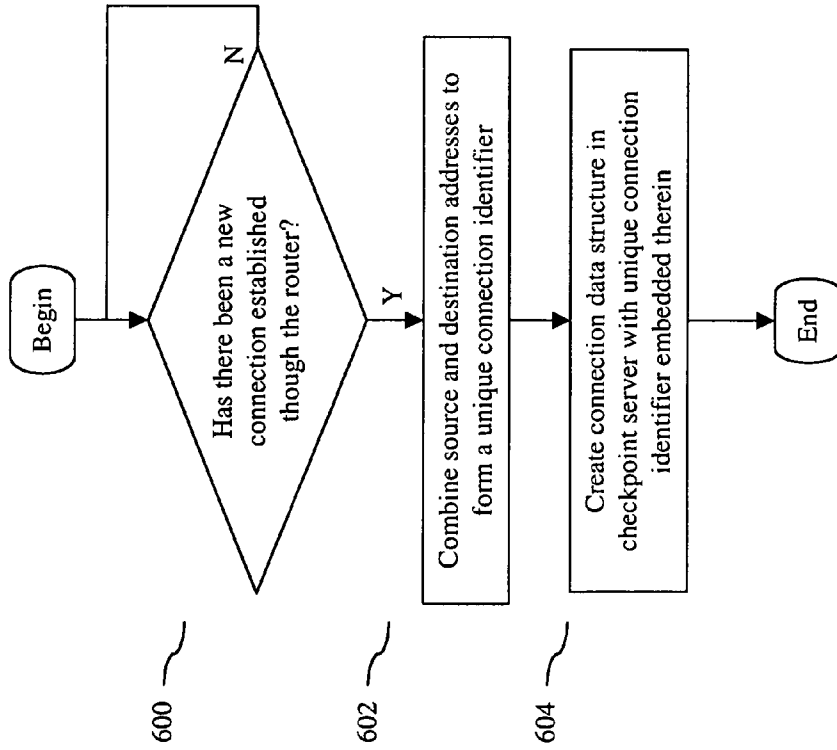 Begin
600
Has there been a new
connection established
though the router?
N
Y
602
Combine source and destination addresses to
form a unique connection identifier
604
Create connection data structure in
checkpoint server with unique connection
identifier embedded therein
End